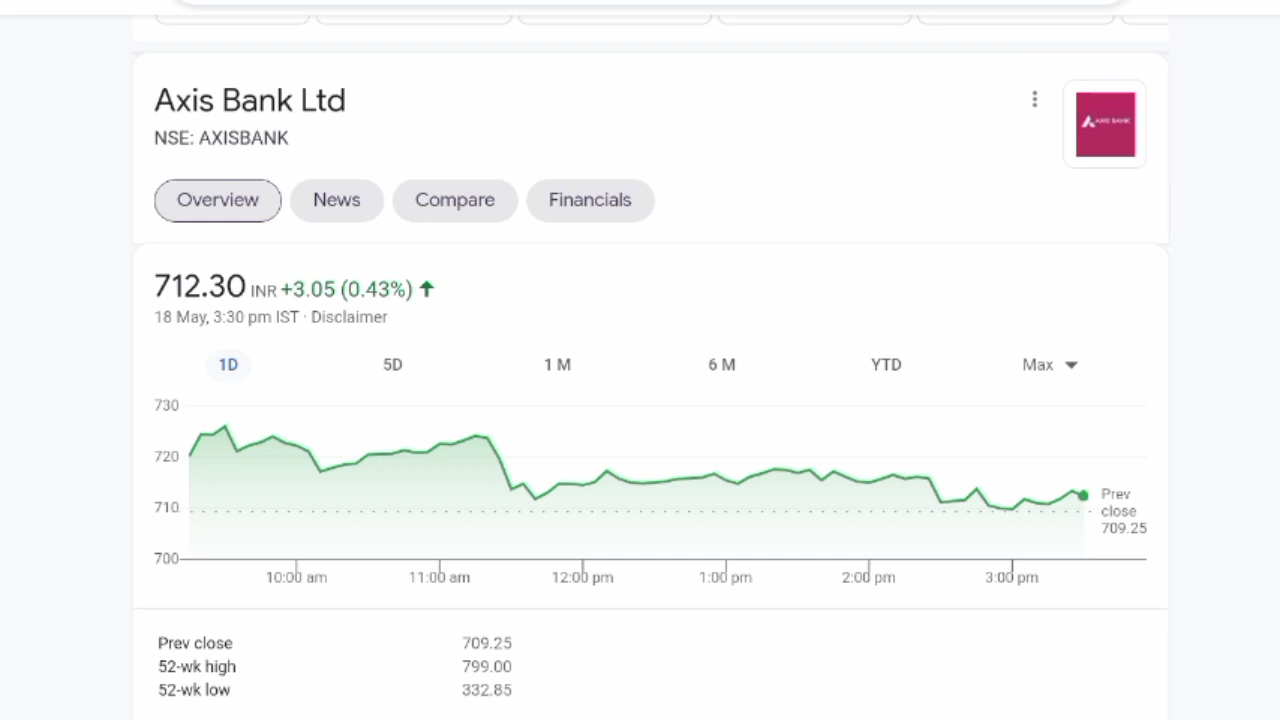 Axis Bank Ltd
NSE: AXISBANK
AXIS BANK
Overview News Compare Financials
712.30 INR +3.05 (0.43%)
18 May, 3:30 pm IST · Disclaimer
1D 5D 1 M 6 M YTD Max
730
720
710
700
Prev
close
709.25
10:00 am 11:00 am 12:00 pm 1:00 pm 2:00 pm 3:00 pm
Prev close 709.25
52-wk high 799.00
52-wk low 332.85